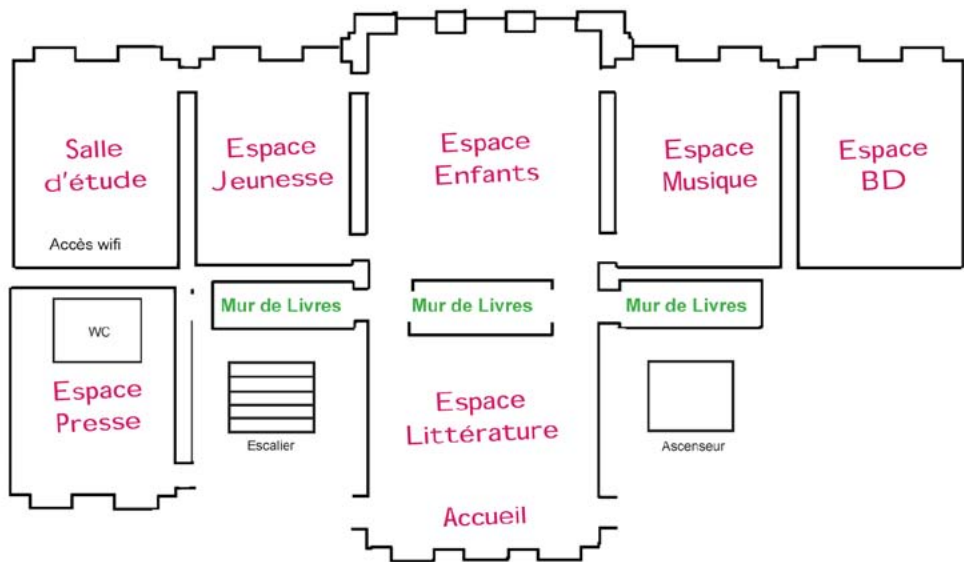 Salle
d'étude
Accès wifi
Espace
Jeunesse
Espace
Enfants
Espace
Musique
Espace
BD
Mur de Livres
Mur de Livres
Mur de Livres
WC
Espace
Presse
Escalier
Espace
Littérature
Ascenseur
Accueil